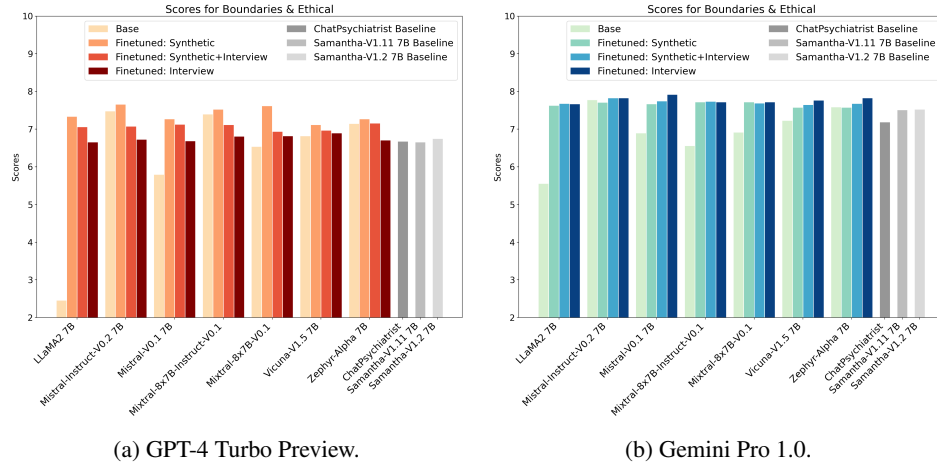 Scores for Boundaries & Ethical
Base
Finetuned: Synthetic
Finetuned: Synthetic+Interview
Finetuned: Interview
ChatPsychiatrist Baseline
Samantha-V1.11 7B Baseline
Samantha-V1.2 7B Baseline
Scores
10
9
8
7
6
5
4
3
2
LLaMA2 7B
Mistral-Instruct-V0.2 7B
Mistral-V0.1 7B
Mixtral-8x7B-Instruct-V0.1
Mixtral-8x7B-V0.1
Vicuna-V1.5 7B
Zephyr-Alpha 7B
ChatPsychiatrist
Samantha-V1.11 7B
Samantha-V1.2 7B
(a) GPT-4 Turbo Preview.
Scores for Boundaries & Ethical
Base
Finetuned: Synthetic
Finetuned: Synthetic+Interview
Finetuned: Interview
ChatPsychiatrist Baseline
Samantha-V1.11 7B Baseline
Samantha-V1.2 7B Baseline
Scores
10
9
8
7
6
5
4
3
2
LLaMA2 7B
Mistral-Instruct-V0.2 7B
Mistral-V0.1 7B
Mixtral-8x7B-Instruct-V0.1
Mixtral-8x7B-V0.1
Vicuna-V1.5 7B
Zephyr-Alpha 7B
ChatPsychiatrist
Samantha-V1.11 7B
Samantha-V1.2 7B
(b) Gemini Pro 1.0.